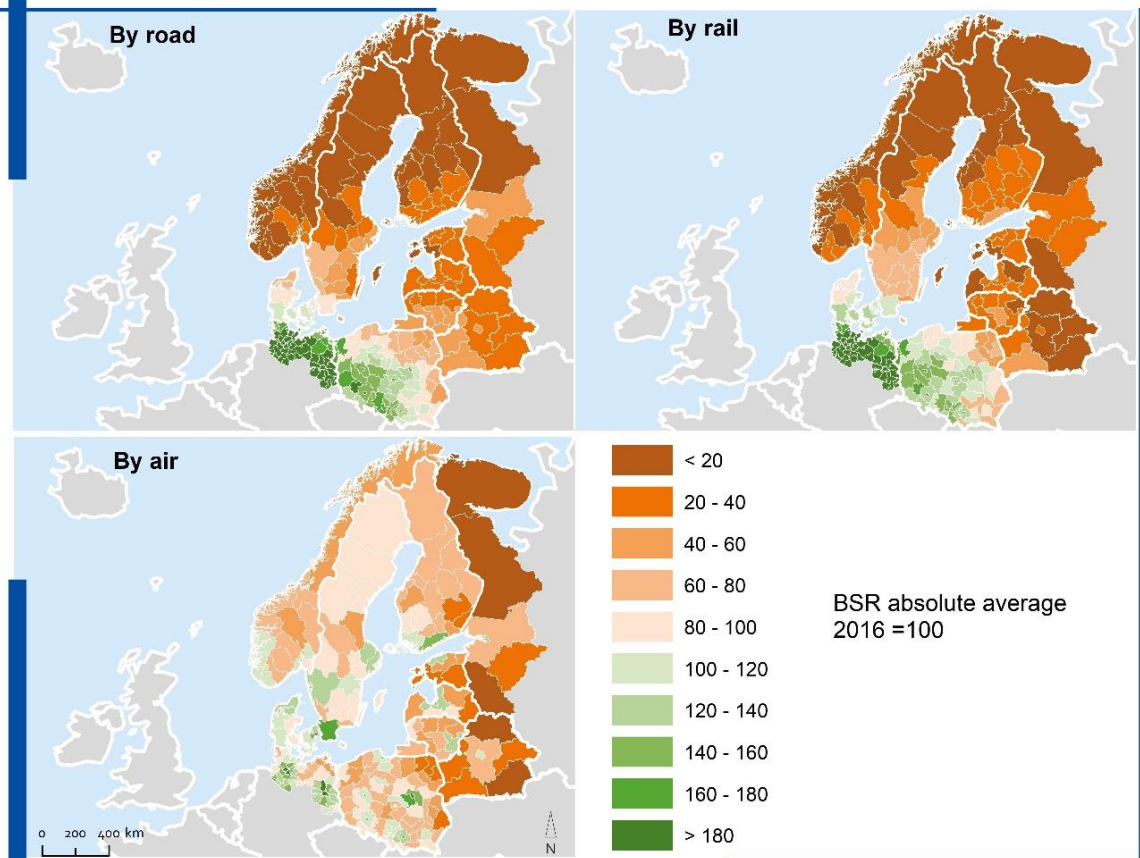 By road
By rail
By air
< 20
20 - 40
40 - 60
60 - 80
80 - 100
100 - 120
120 - 140
140 - 160
160 - 180
> 180
BSR absolute average
2016 =100
0 200 400 km
N